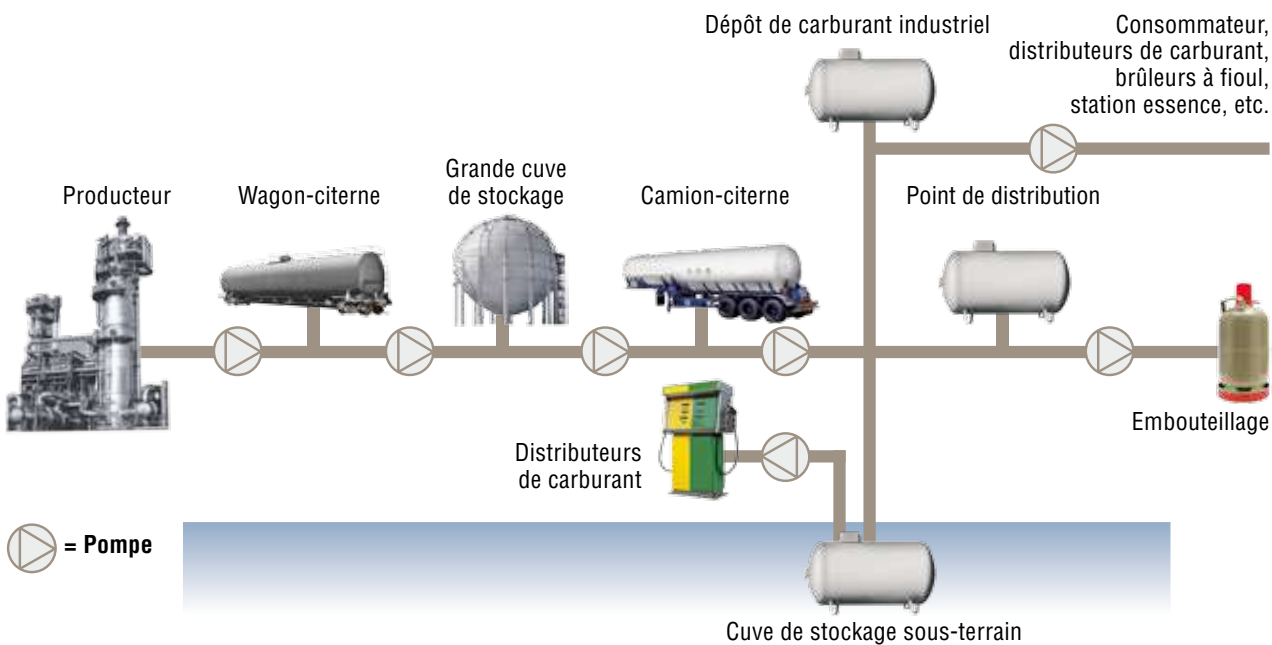 Dépôt de carburant industriel
Consommateur,
distributeurs de carburant,
brûleurs à fioul,
station essence, etc.
Producteur
Wagon-citerne
Grande cuve
de stockage
Camion-citerne
Point de distribution
Embouteillage
Distributeurs
de carburant
= Pompe
Cuve de stockage sous-terrain